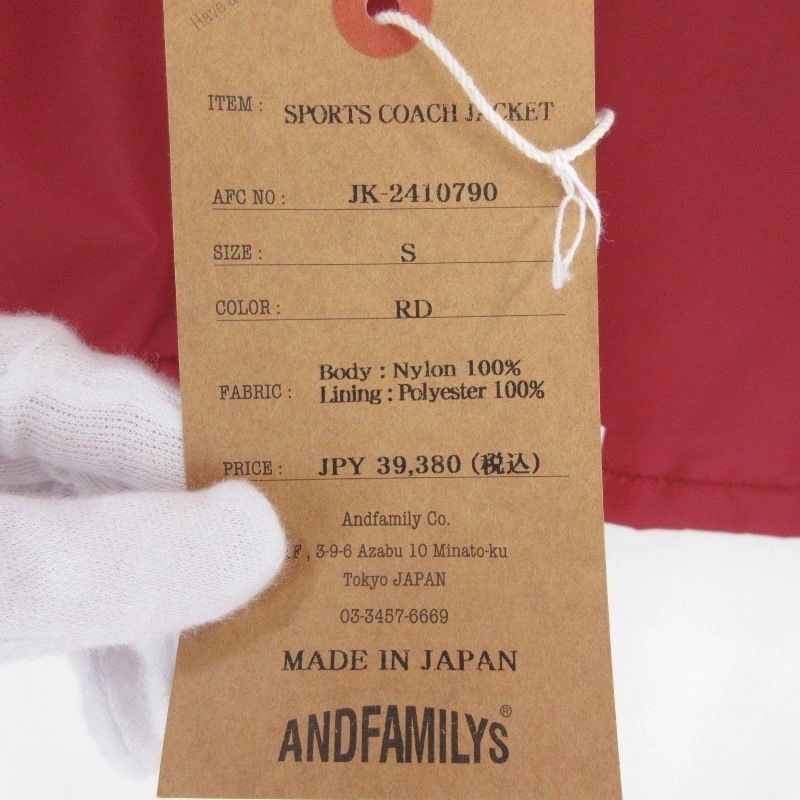 Have a
ITEM : SPORTS COACH JACKET
AFC NO : JK-2410790
SIZE : S
COLOR : RD
FABRIC : Body : Nylon 100%
Lining : Polyester 100%
PRICE : JPY 39,380 (税込)
Andfamily Co.
F , 3-9-6 Azabu 10 Minato-ku
Tokyo JAPAN
03-3457-6669
MADE IN JAPAN
ANDFAMILYS®